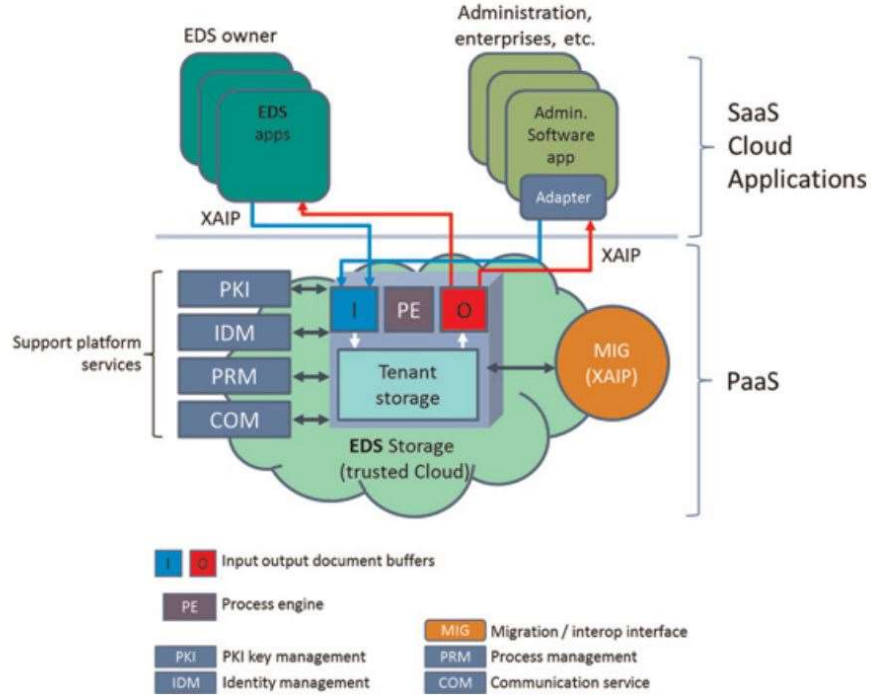 EDS owner
Administration,
enterprises, etc.
EDS
apps
Admin.
Software
app
Adapter
SaaS
Cloud
Applications
XAIP
XAIP
PKI
IDM
PRM
COM
Support platform
services
I
PE
O
Tenant
storage
MIG
(XAIP)
PaaS
EDS Storage
(trusted Cloud)
I
O
Input output document buffers
PE
Process engine
MIG
Migration / interop interface
PKI
PKI key management
PRM
Process management
IDM
Identity management
COM
Communication service